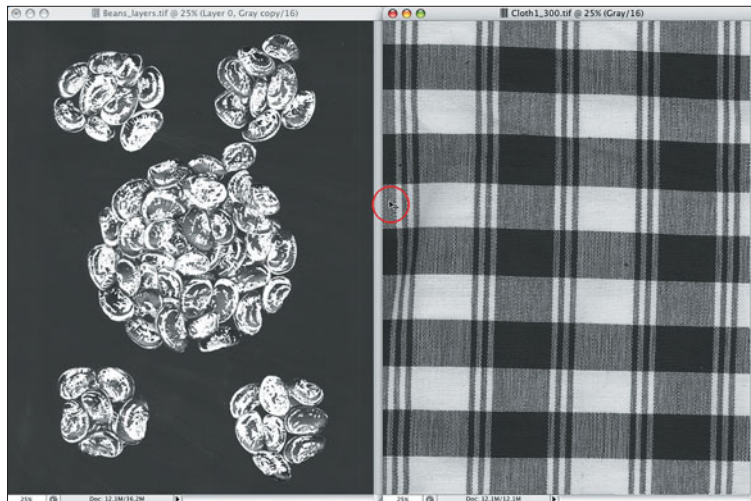 Beans_layers.tif @ 25% (Layer 0, Gray copy/16)
Cloth1_300.tif @ 25% (Gray/16)
25% Doc: 12.1M/36.2M
25% Doc: 12.1M/12.1M